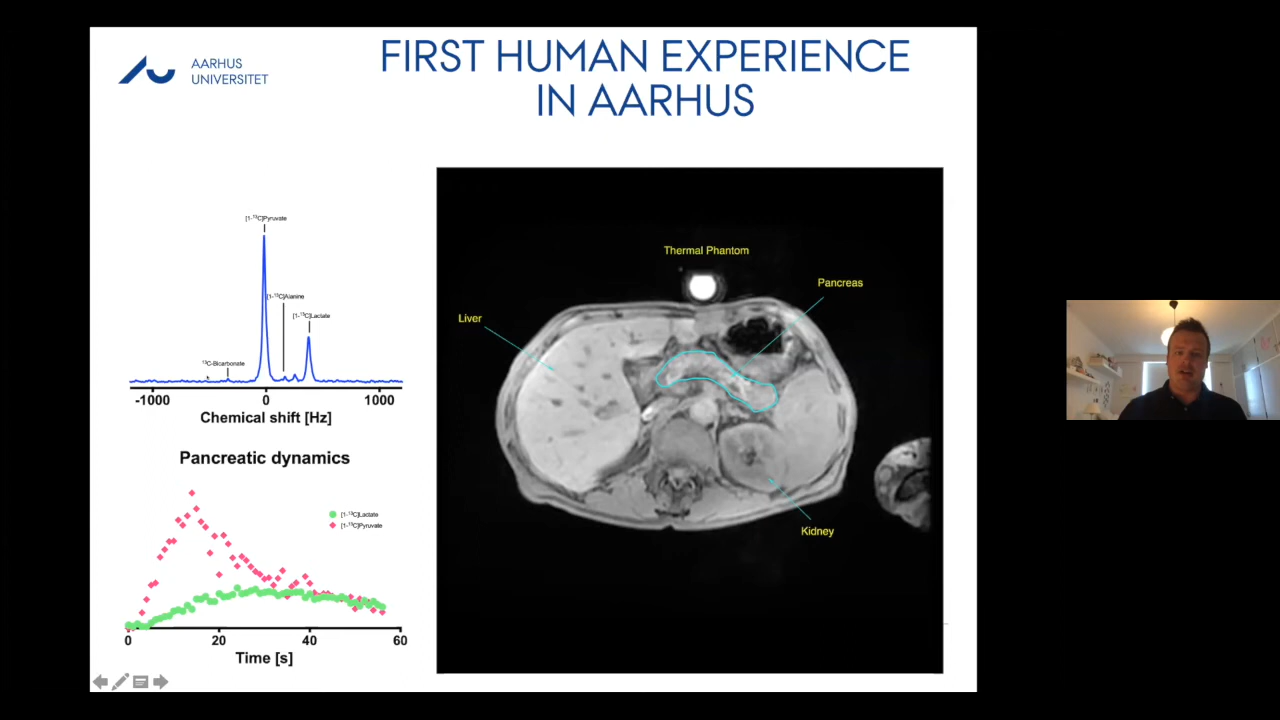 AARHUS
UNIVERSITET
FIRST HUMAN EXPERIENCE
IN AARHUS
[1-¹³C]Pyruvate
[1-¹³C]Alanine
[1-¹³C]Lactate
¹³C-Bicarbonate
-1000
0
1000
Chemical shift [Hz]
Pancreatic dynamics
[1-¹³C]Lactate
[1-¹³C]Pyruvate
0
20
40
60
Time [s]
Thermal Phantom
Pancreas
Liver
Kidney